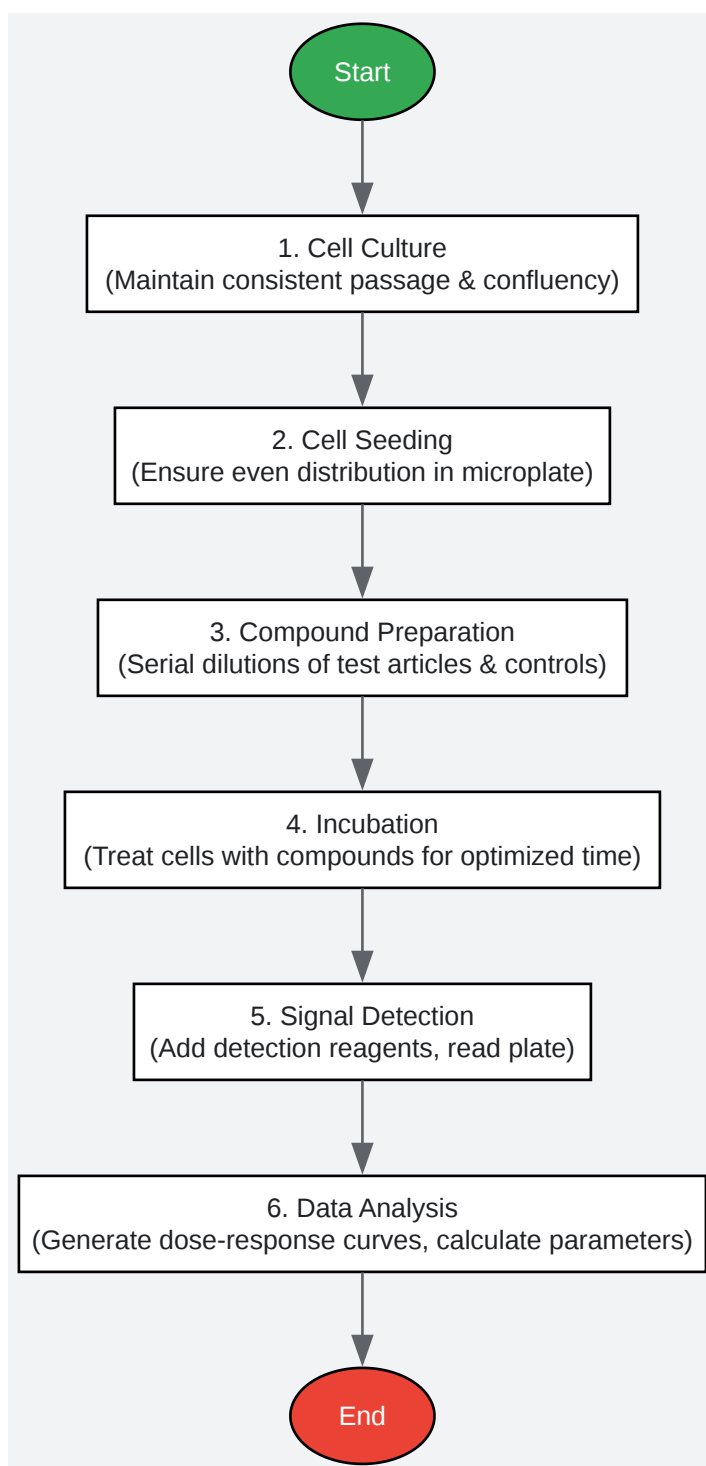 Start
1. Cell Culture
(Maintain consistent passage & confluency)
2. Cell Seeding
(Ensure even distribution in microplate)
3. Compound Preparation
(Serial dilutions of test articles & controls)
4. Incubation
(Treat cells with compounds for optimized time)
5. Signal Detection
(Add detection reagents, read plate)
6. Data Analysis
(Generate dose-response curves, calculate parameters)
End